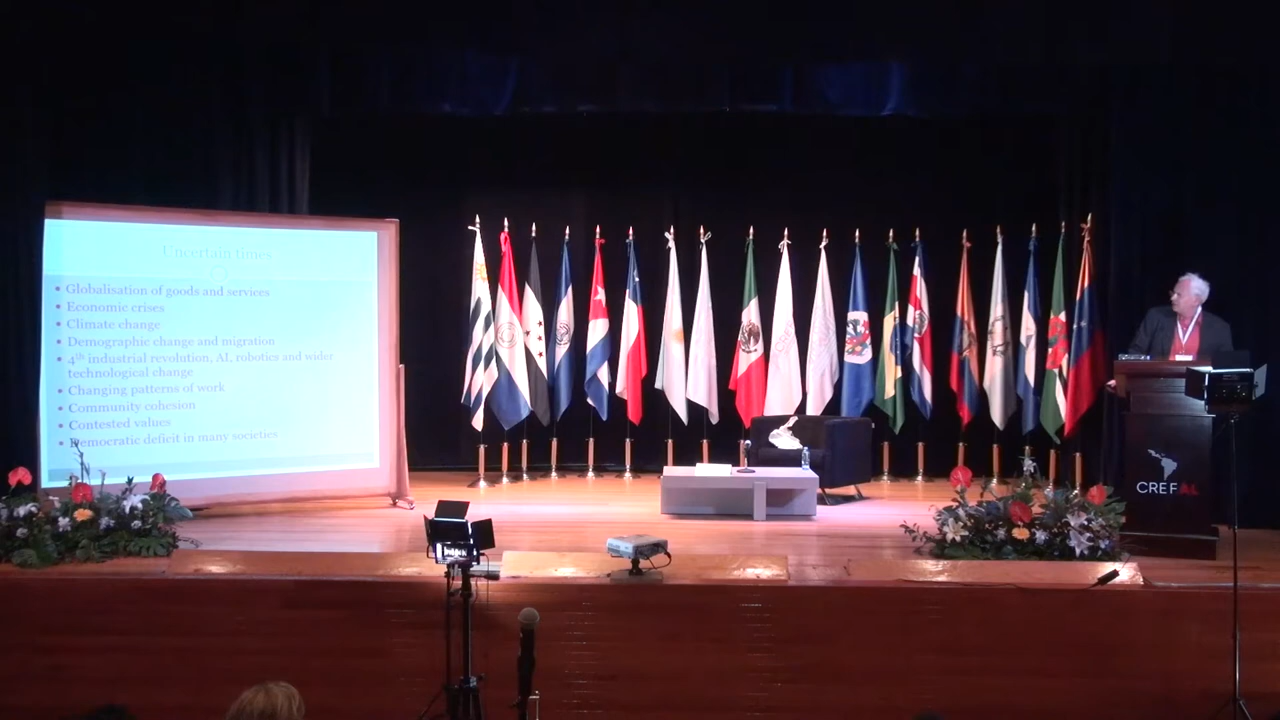 Uncertain times
• Globalisation of goods and services
• Economic crises
• Climate change
• Demographic change and migration
• 4th industrial revolution, AI, robotics and wider
technological change
• Changing patterns of work
• Community cohesion
• Contested values
• Democratic deficit in many societies
CREFAL